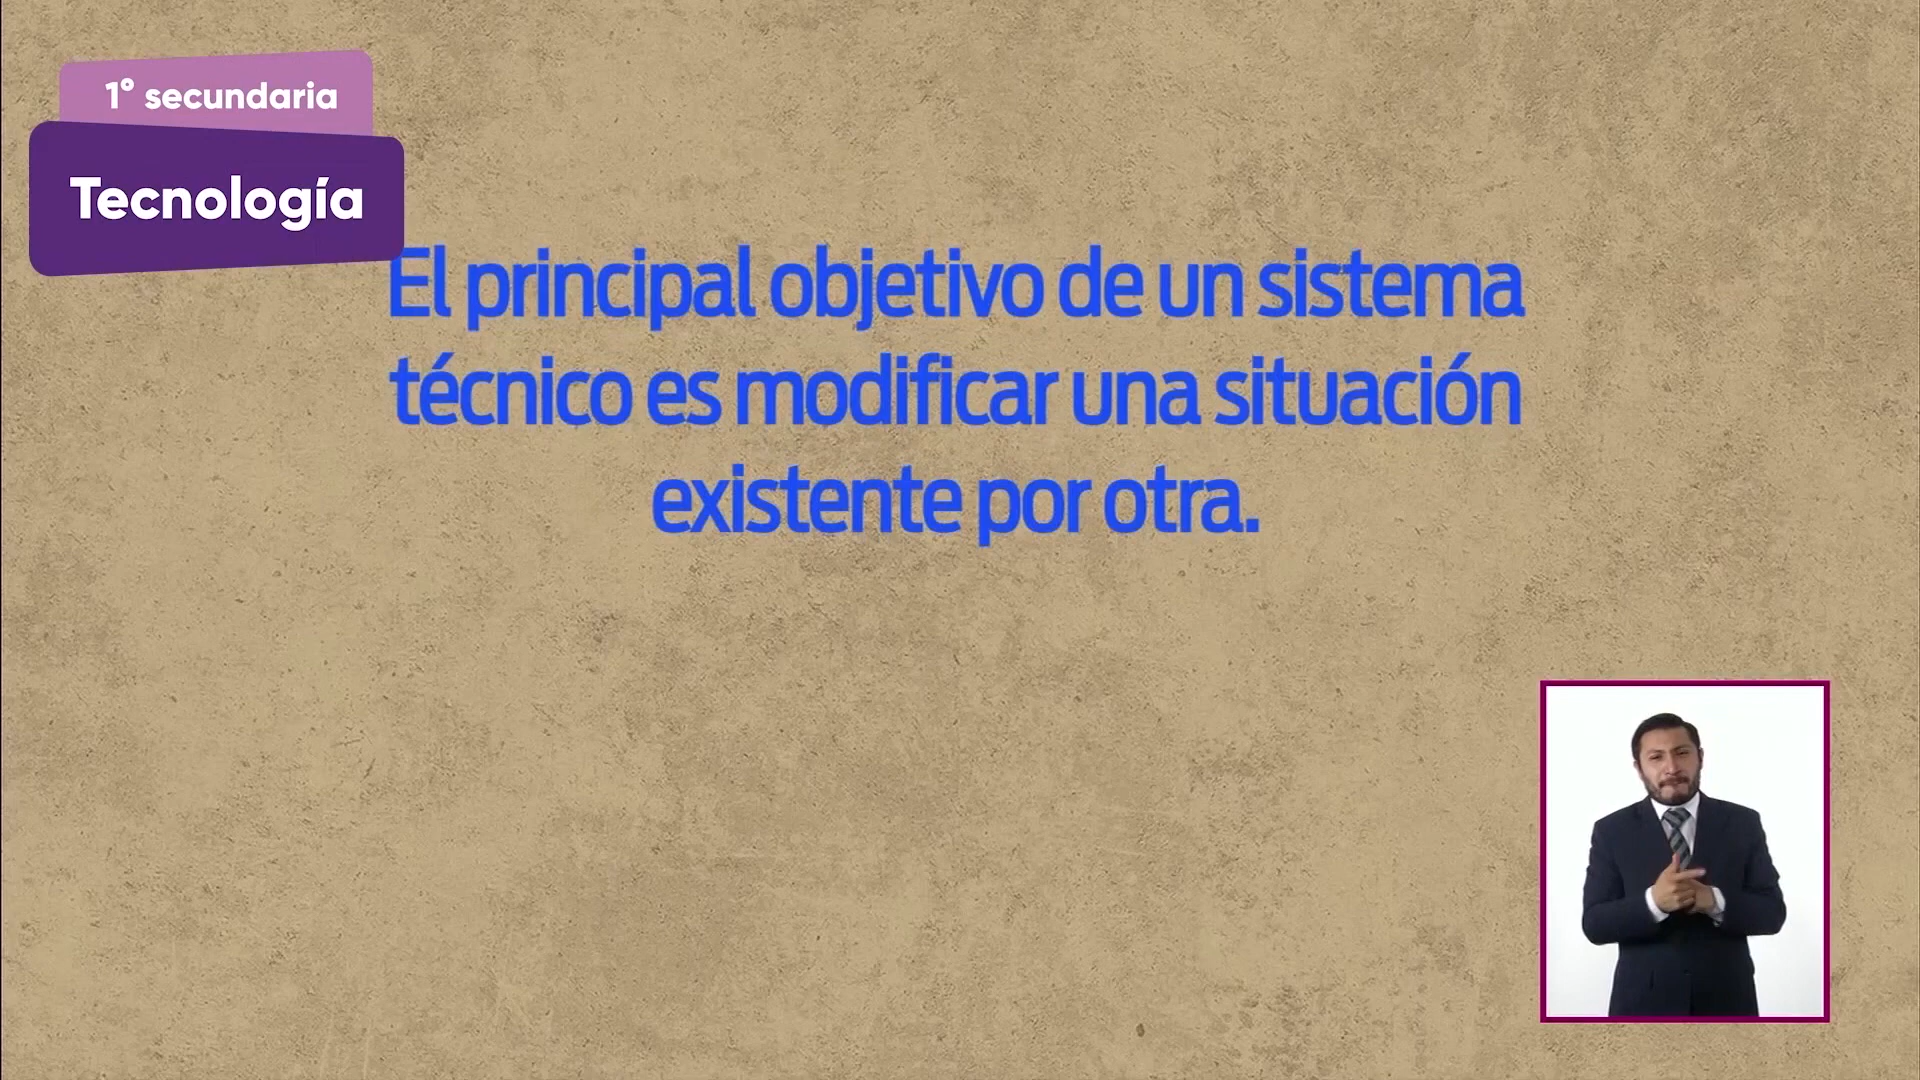 1° secundaria
Tecnología
El principal objetivo de un sistema
técnico es modificar una situación
existente por otra.